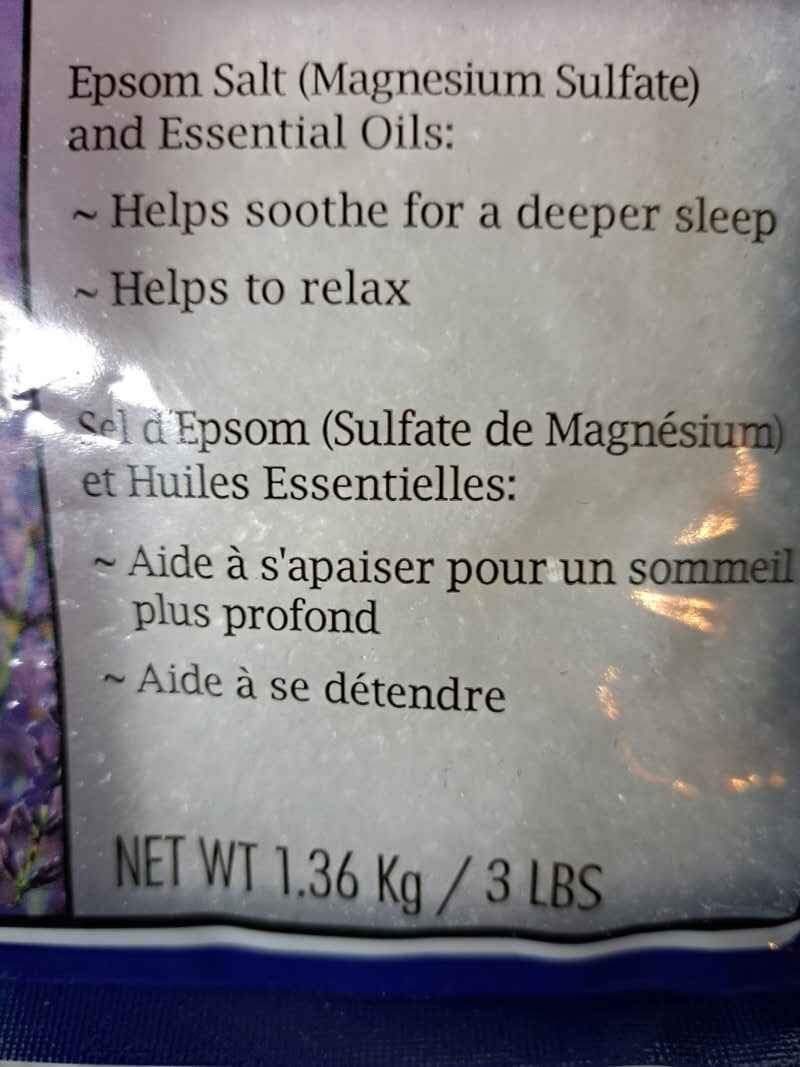 Epsom Salt (Magnesium Sulfate)
and Essential Oils:
~ Helps soothe for a deeper sleep
~ Helps to relax
Sel d'Epsom (Sulfate de Magnésium)
et Huiles Essentielles:
~ Aide à s'apaiser pour un sommeil
plus profond
~ Aide à se détendre
NET WT 1.36 Kg / 3 LBS